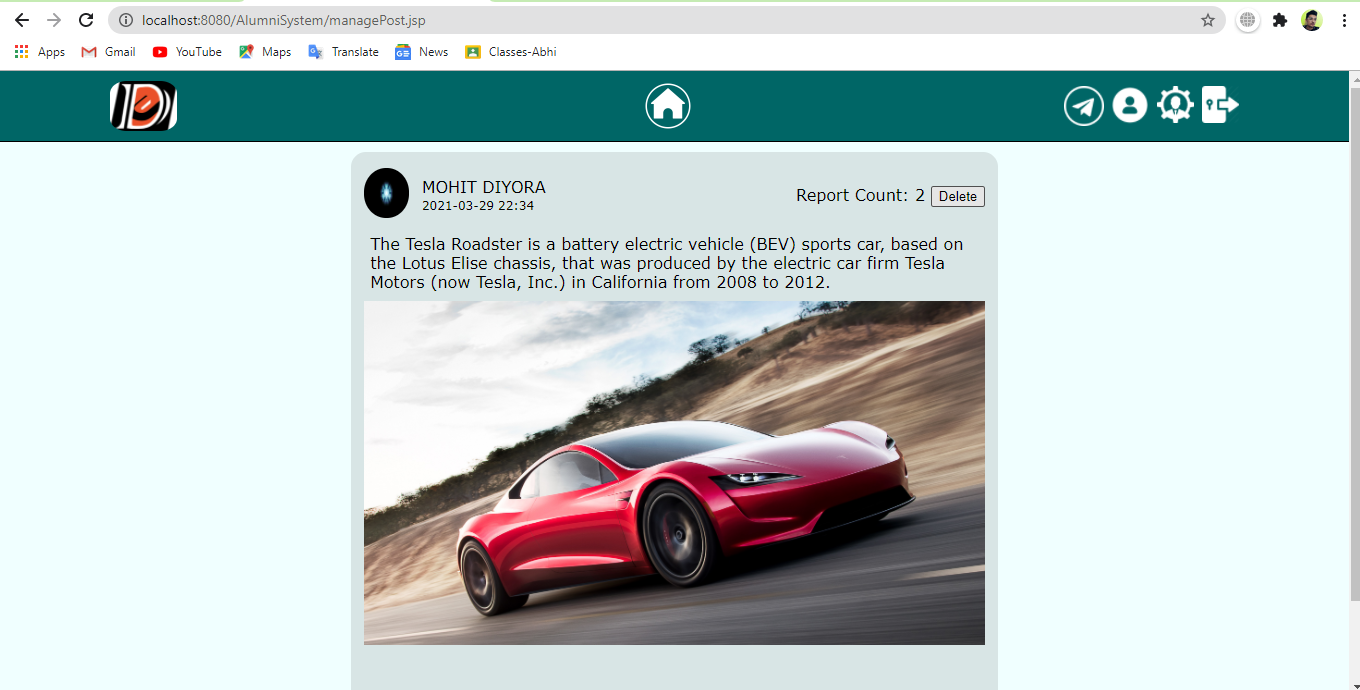 localhost:8080/AlumniSystem/managePost.jsp
Apps Gmail YouTube Maps Translate News Classes-Abhi
MOHIT DIYORA
2021-03-29 22:34
Report Count: 2 Delete
The Tesla Roadster is a battery electric vehicle (BEV) sports car, based on
the Lotus Elise chassis, that was produced by the electric car firm Tesla
Motors (now Tesla, Inc.) in California from 2008 to 2012.